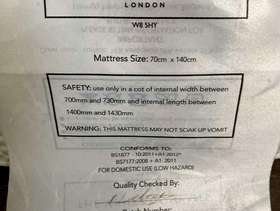 LONDON
W8 5HY
Mattress Size: 70cm x 140cm
SAFETY: use only in a cot of internal width between
700mm and 730mm and internal length between
1400mm and 1430mm
WARNING: THIS MATTRESS MAY NOT SOAK UP VOMIT
CONFORMS TO:
BS1877 - 10:2011+A1:2012*
BS7177:2008 + A1: 2011
FOR DOMESTIC USE (LOW HAZARD)
Quality Checked By:
Batch Number